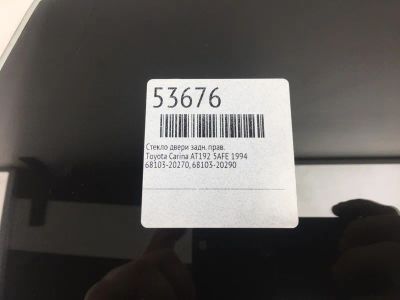 53676
Стекло двери задн. прав.
Toyota Carina AT192 5AFE 1994
68103-20270, 68103-20290